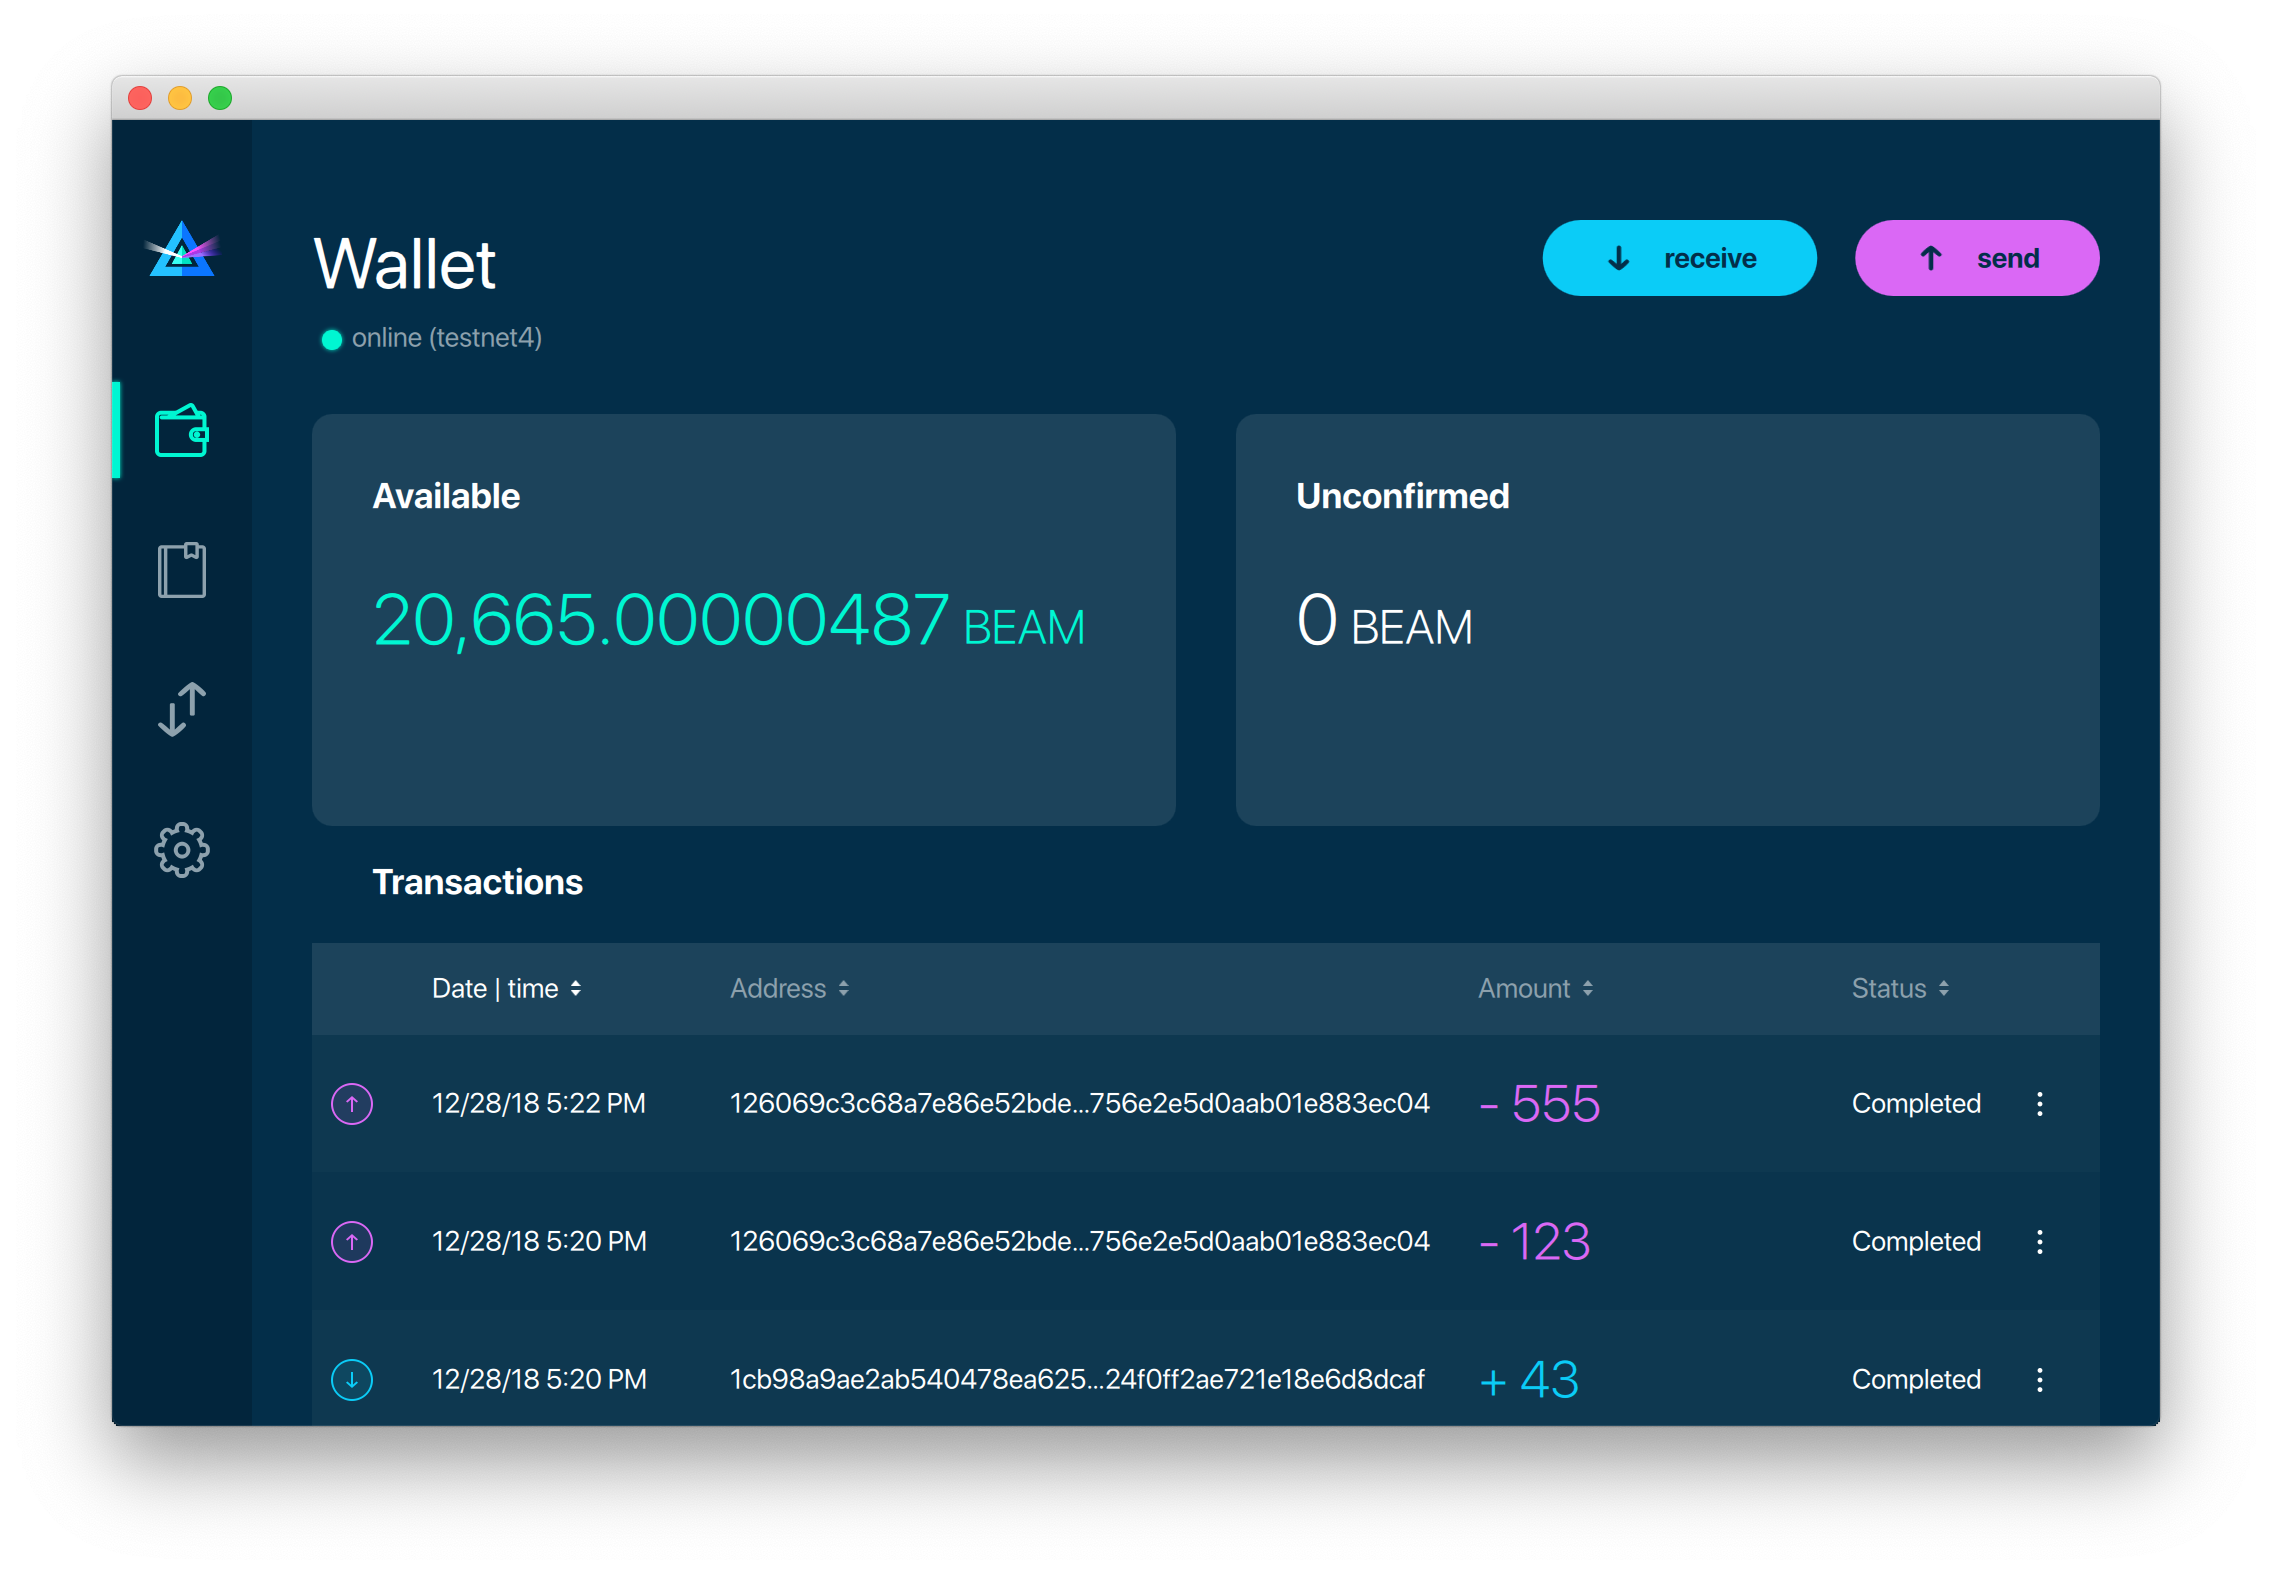 Wallet
receive
send
online (testnet4)
Available
Unconfirmed
20,665.00000487 BEAM
0 BEAM
Transactions
Date | time Address Amount Status
12/28/18 5:22 PM 126069c3c68a7e86e52bde...756e2e5d0aab01e883ec04 - 555 Completed
12/28/18 5:20 PM 126069c3c68a7e86e52bde...756e2e5d0aab01e883ec04 - 123 Completed
12/28/18 5:20 PM 1cb98a9ae2ab540478ea625...24f0ff2ae721e18e6d8dcaf + 43 Completed